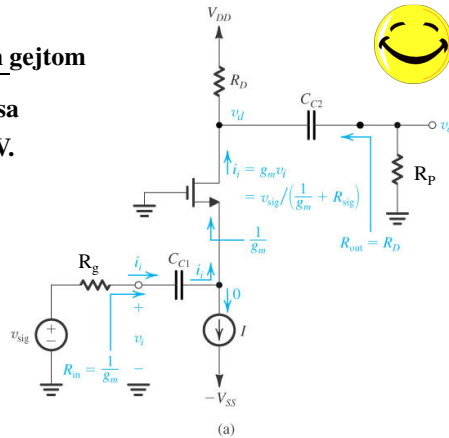 gejtom
sa
V.
V_DD
R_D
v_d
C_C2
i_i = g_m v_i
= v_sig/(1/g_m + R_sig)
R_P
R_out = R_D
1/g_m
R_g
i_i
C_C1
i_i
0
+
v_sig
v_i
I
R_in = 1/g_m
−
−V_SS
(a)